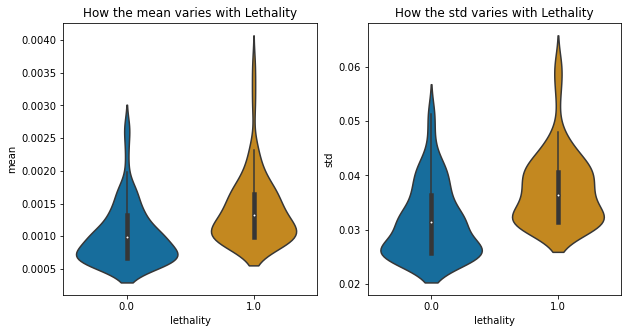 How the mean varies with Lethality
0.0040
0.0035
0.0030
0.0025
0.0020
0.0015
0.0010
0.0005
mean
0.0
1.0
lethality
How the std varies with Lethality
0.06
0.05
0.04
0.03
0.02
std
0.0
1.0
lethality